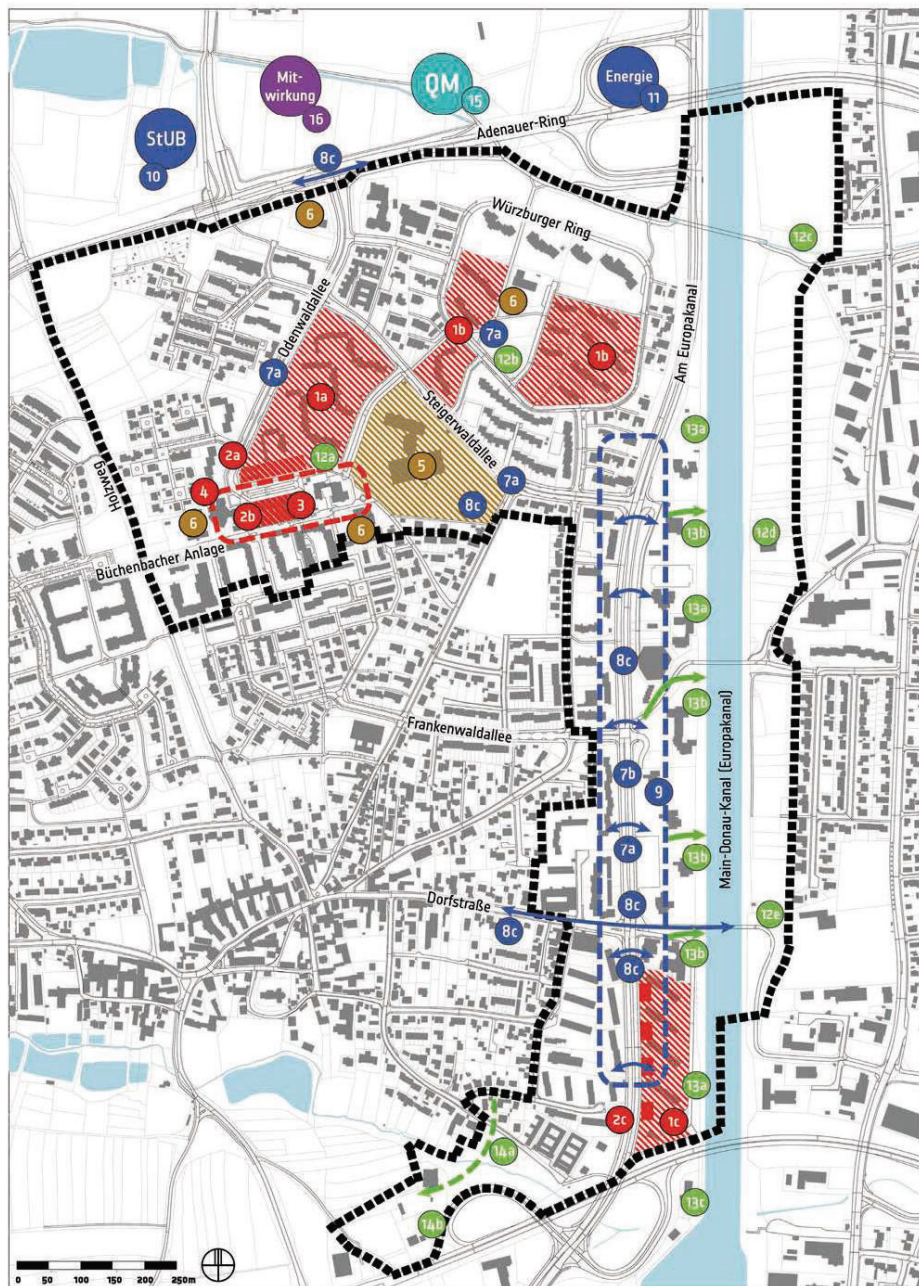 Mit-
wirkung
16
QM
15
Energie
11
StUB
10
Adenauer-Ring
8c
6
Würzburger Ring
12c
Odenwaldallee
6
1b
7a
12b
1b
Am Europakanal
7a
1a
Steigerwaldallee
13a
2a
12a
5
7a
Holzweg
4
2b
3
8c
6
6
13b
12d
Büchenbacher Anlage
13a
8c
13b
Main-Donau-Kanal (Europakanal)
Frankenwaldallee
7b
9
7a
13b
Dorfstraße
8c
8c
12e
13b
8c
13a
2c
1c
14a
13c
14b
0 50 100 150 200 250m